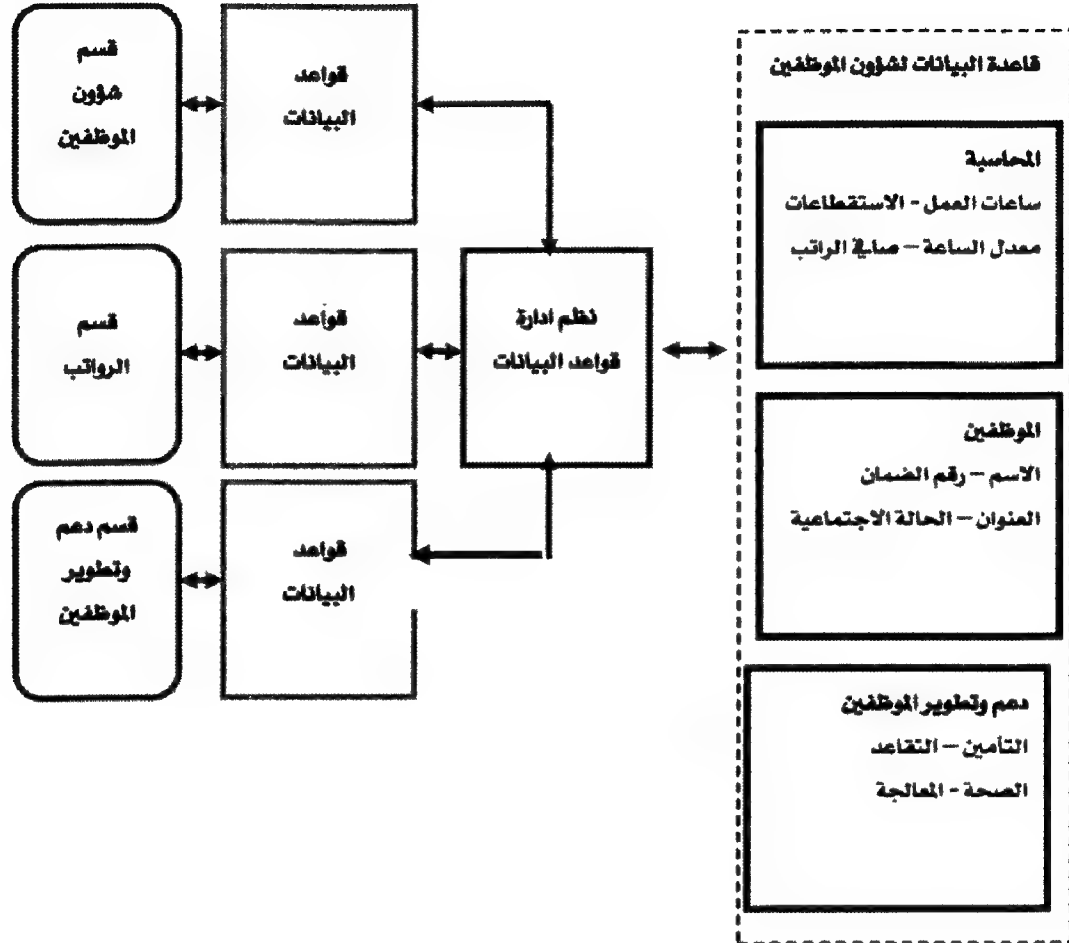 قاعدة البيانات لشؤون الموظفين
المحاسبة
ساعات العمل - الاستقطاعات
معدل الساعة – صافي الراتب
الموظفين
الاسم – رقم الضمان
العنوان – الحالة الاجتماعية
دعم وتطوير الموظفين
التأمين – التقاعد
الصحة - المعالجة
نظم ادارة
قواعد البيانات
قواعد
البيانات
قسم
شؤون
الموظفين
قواعد
البيانات
قسم
الرواتب
قواعد
البيانات
قسم دعم
وتطوير
الموظفين